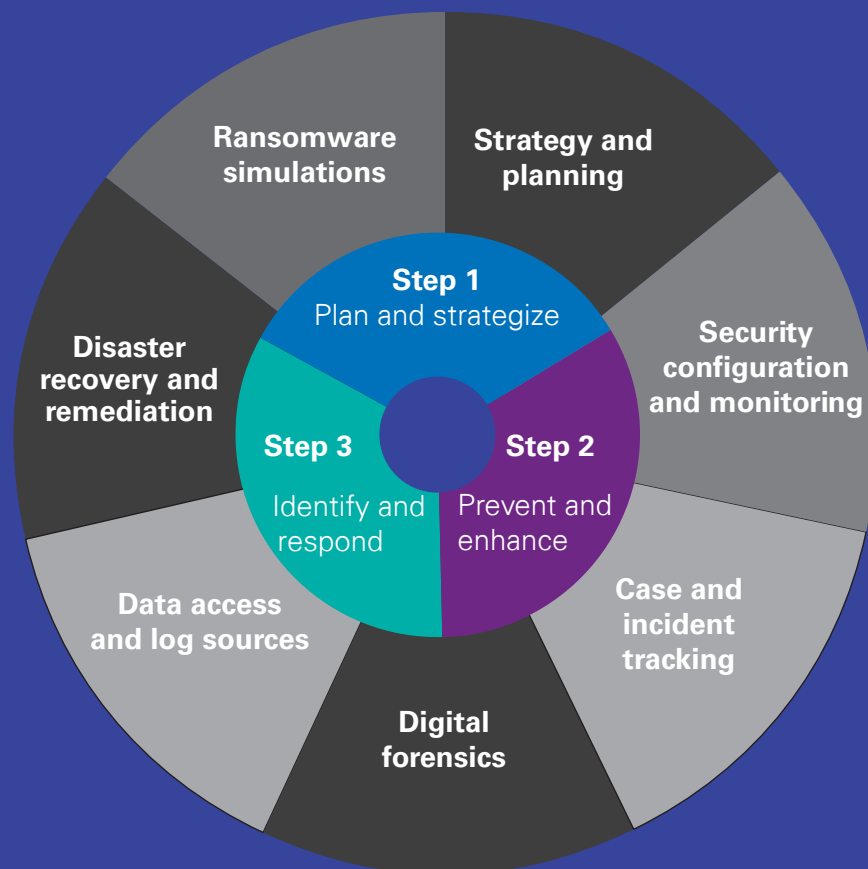 Ransomware
simulations
Strategy and
planning
Security
configuration
and monitoring
Case and
incident
tracking
Digital
forensics
Data access
and log sources
Disaster
recovery and
remediation
Step 1
Plan and strategize
Step 2
Prevent and
enhance
Step 3
Identify and
respond